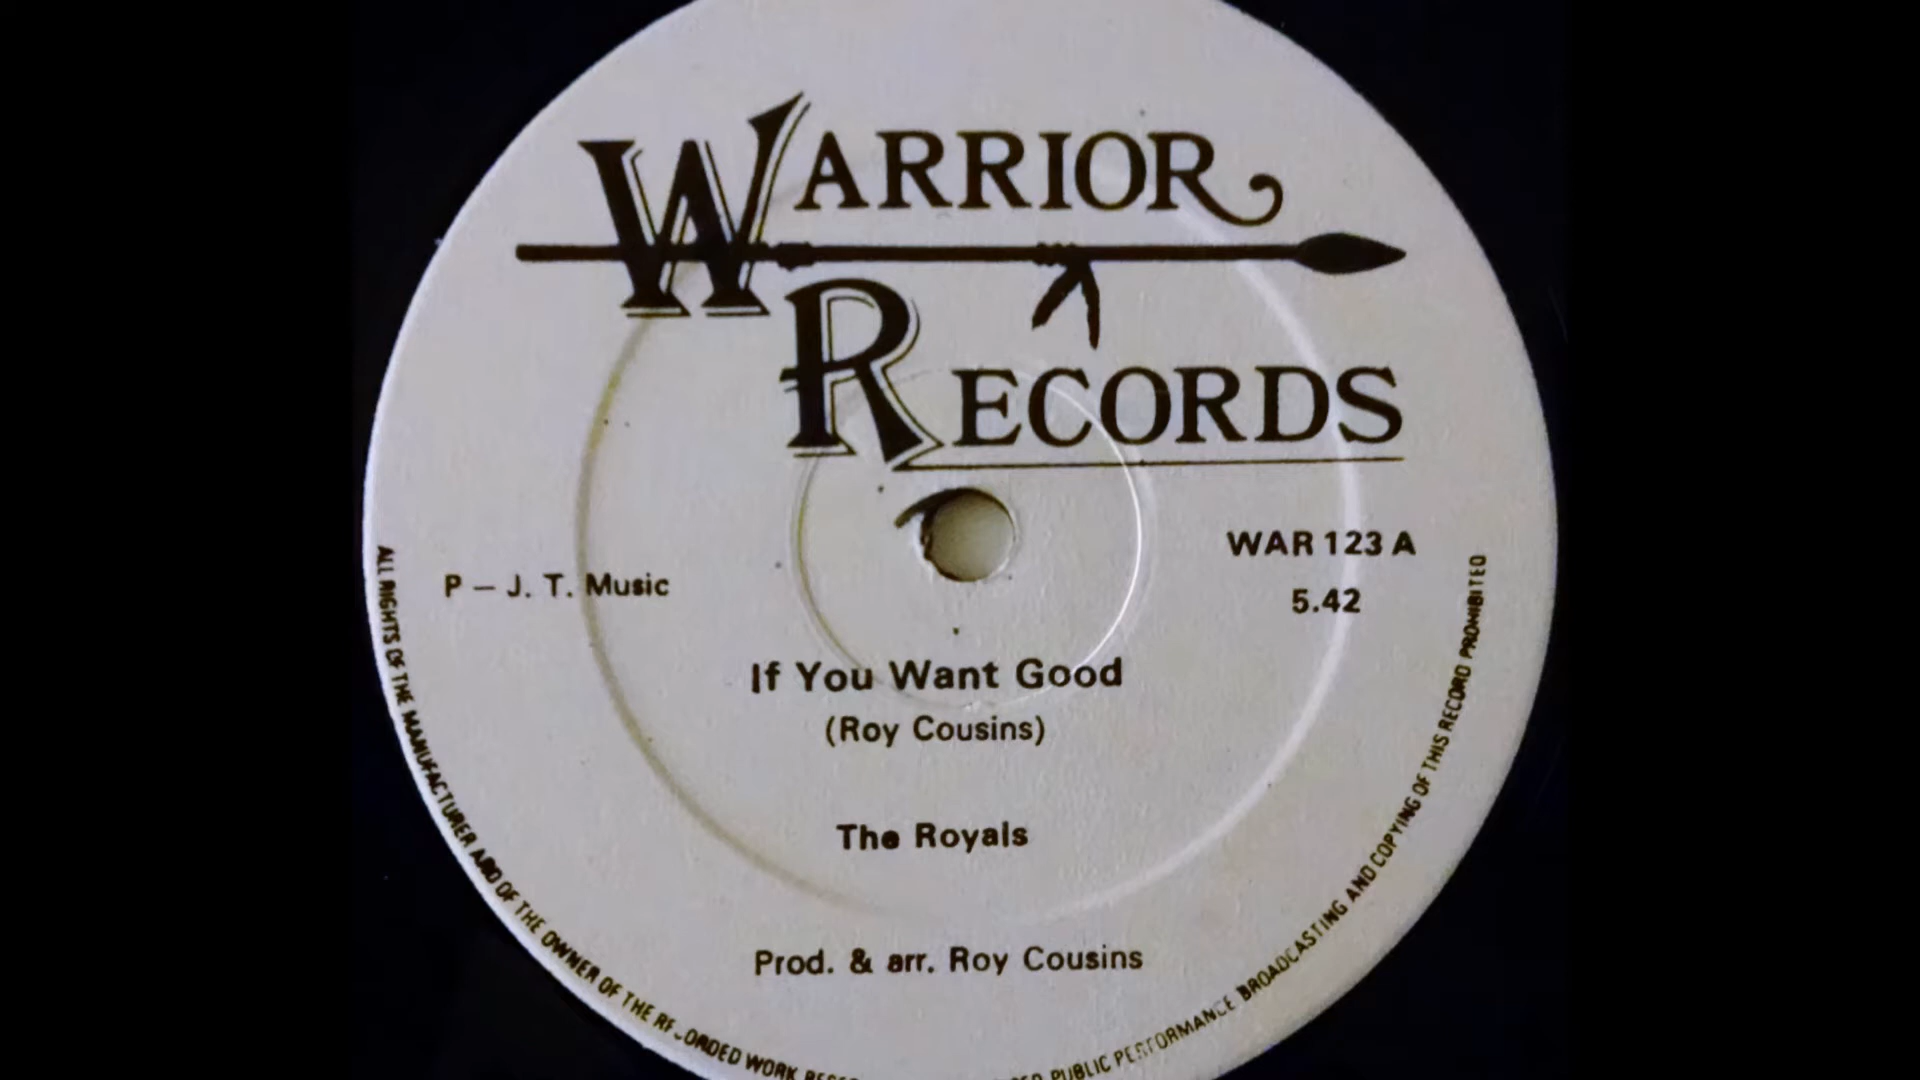 WARRIOR
RECORDS
WAR 123 A
5.42
P – J. T. Music
If You Want Good
(Roy Cousins)
The Royals
Prod. & arr. Roy Cousins
ALL RIGHTS OF THE MANUFACTURER AND OF THE OWNER OF THE RECORDED WORK
PUBLIC PERFORMANCE BROADCASTING AND COPYING OF THIS RECORD PROHIBITED